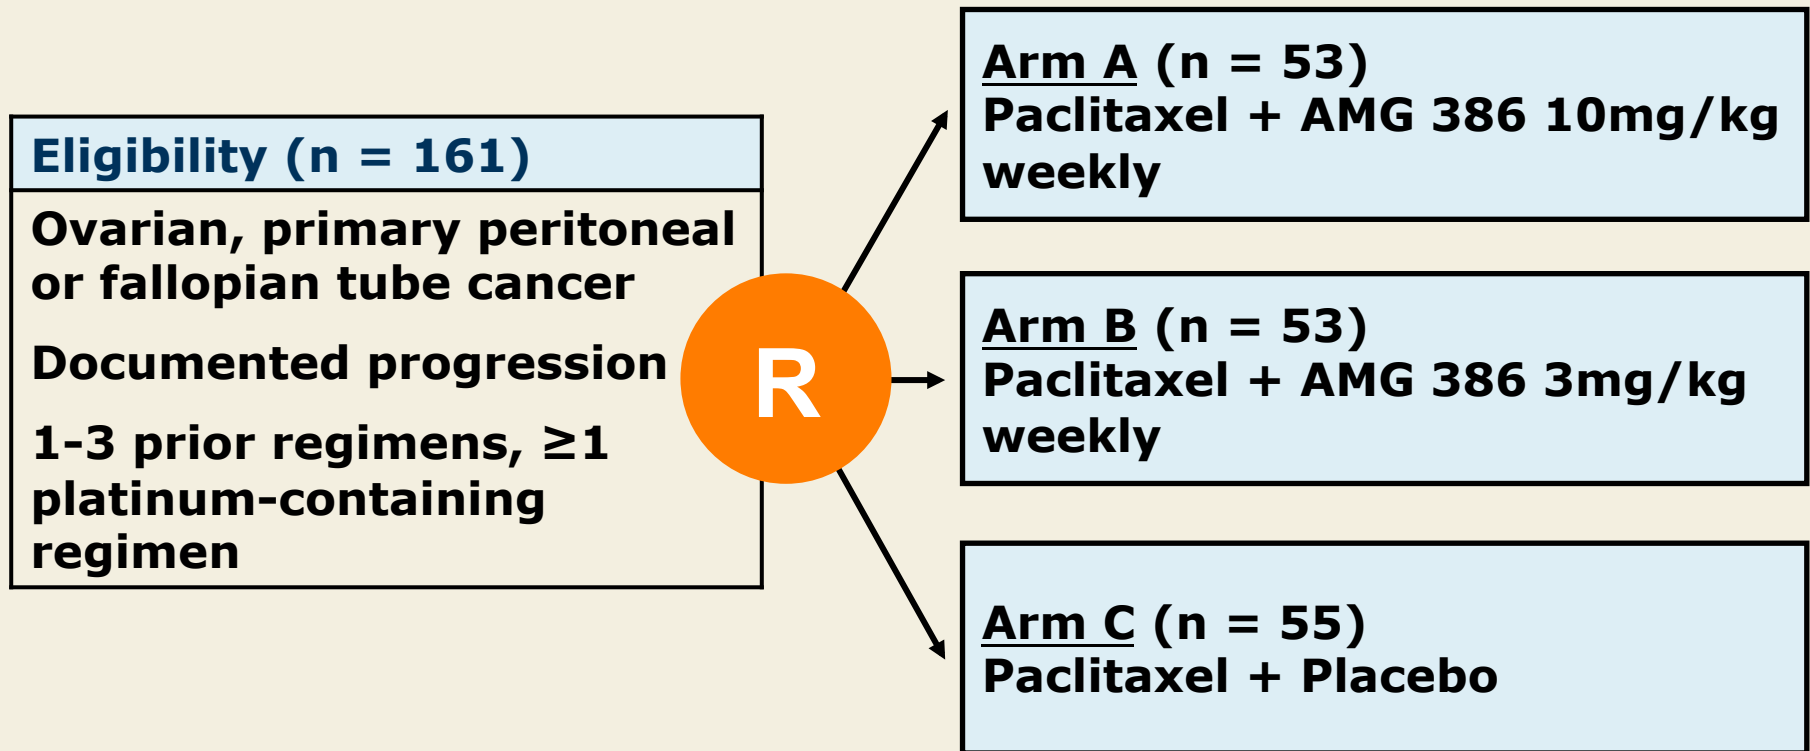 Eligibility (n = 161)
Ovarian, primary peritoneal
or fallopian tube cancer
Documented progression
1-3 prior regimens, ≥1
platinum-containing
regimen
R
Arm A (n = 53)
Paclitaxel + AMG 386 10mg/kg
weekly
Arm B (n = 53)
Paclitaxel + AMG 386 3mg/kg
weekly
Arm C (n = 55)
Paclitaxel + Placebo